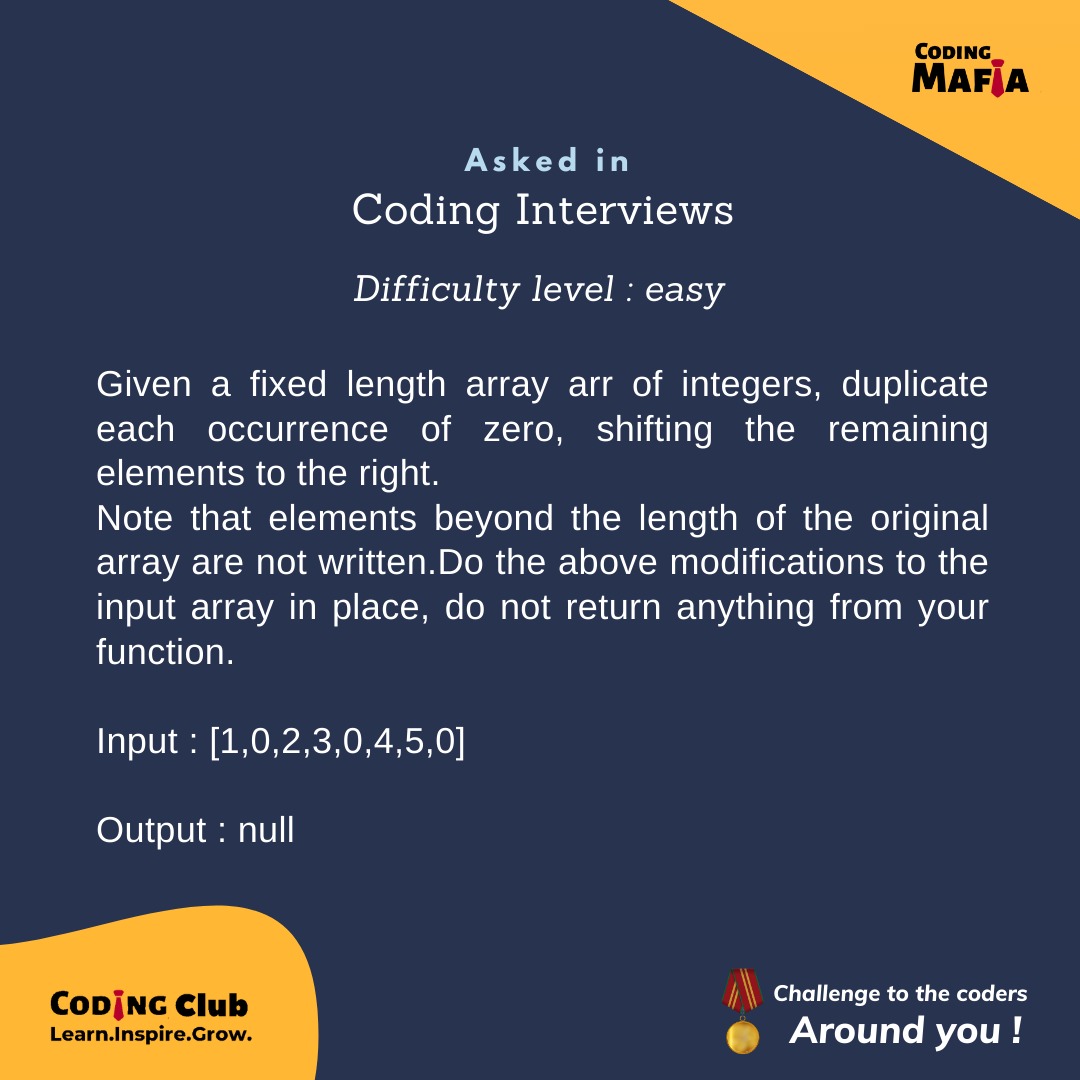 CODING
MAFIA
Asked in
Coding Interviews
Difficulty level : easy
Given a fixed length array arr of integers, duplicate
each occurrence of zero, shifting the remaining
elements to the right.
Note that elements beyond the length of the original
array are not written.Do the above modifications to the
input array in place, do not return anything from your
function.
Input : [1,0,2,3,0,4,5,0]
Output : null
CODING Club
Learn.Inspire.Grow.
Challenge to the coders
Around you !